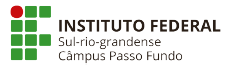 INSTITUTO FEDERAL
Sul-rio-grandense
Câmpus Passo Fundo